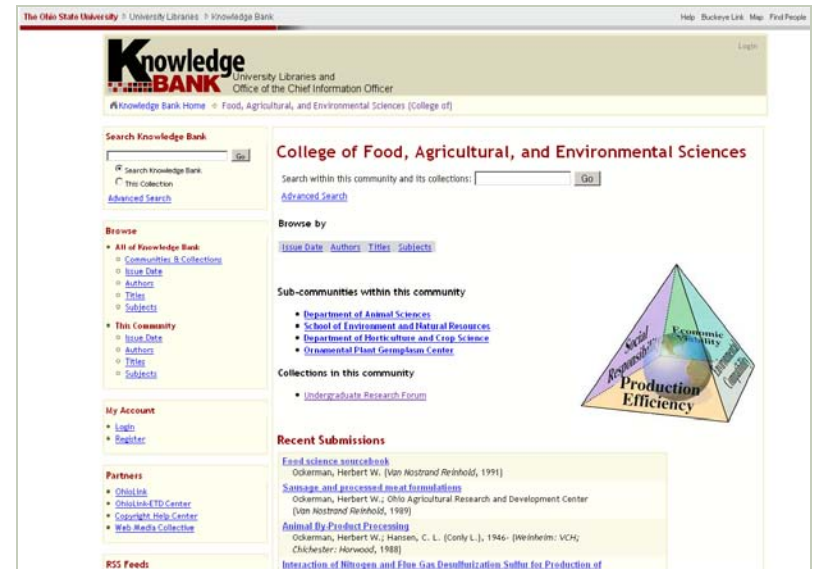 The Ohio State University University Libraries Knowledge Bank
Help Buckeye Link Map Find People
Login
Knowledge
BANK
University Libraries and
Office of the Chief Information Officer
Knowledge Bank Home Food, Agricultural, and Environmental Sciences (College of)
Search Knowledge Bank
Go
Search Knowledge Bank
This Collection
Advanced Search
Browse
All of Knowledge Bank
Communities & Collections
Issue Date
Authors
Titles
Subjects
This Community
Issue Date
Authors
Titles
Subjects
My Account
Login
Register
Partners
OhioLink
OhioLink-ETD Center
Copyright Help Center
Web Media Collective
RSS Feeds
College of Food, Agricultural, and Environmental Sciences
Search within this community and its collections: Go
Advanced Search
Browse by
Issue Date Authors Titles Subjects
Sub-communities within this community
Department of Animal Sciences
School of Environment and Natural Resources
Department of Horticulture and Crop Science
Ornamental Plant Germplasm Center
Collections in this community
Undergraduate Research Forum
Social
Responsibility
Economic
Viability
Environmental
Compatibility
Production
Efficiency
Recent Submissions
Food science sourcebook
Ockerman, Herbert W. (Van Nostrand Reinhold, 1991)
Sausage and processed meat formulations
Ockerman, Herbert W.; Ohio Agricultural Research and Development Center
(Van Nostrand Reinhold, 1989)
Animal By-Product Processing
Ockerman, Herbert W.; Hansen, C. L. (Conly L.), 1946- (Weinheim: VCH;
Chichester: Horwood, 1988)
Interaction of Nitrogen and Flue Gas Desulfurization Sulfur for Production of